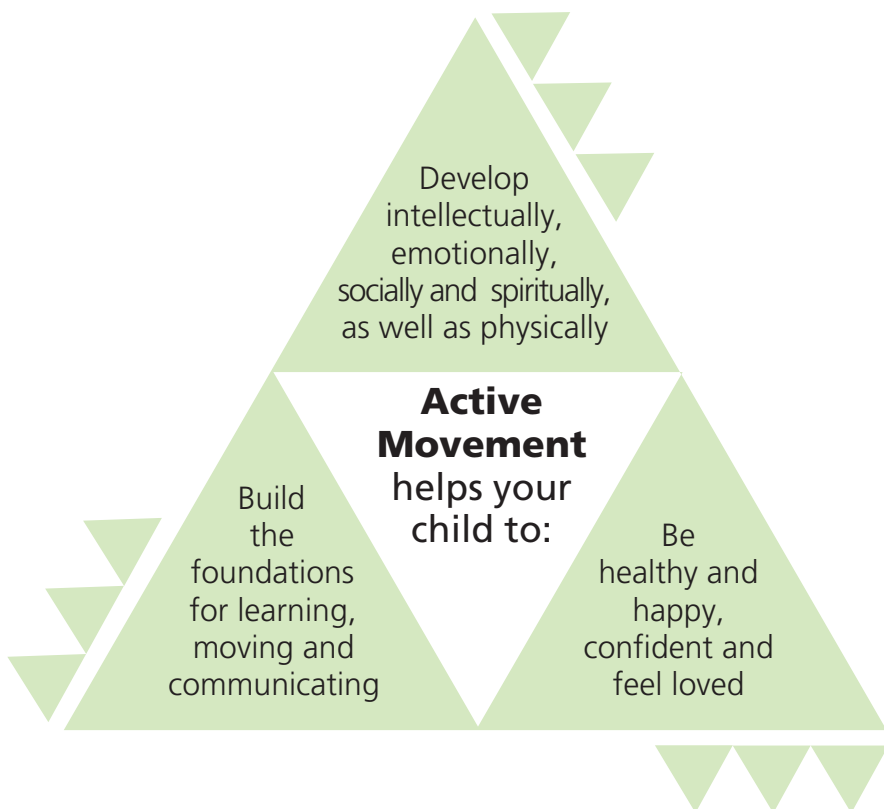 Develop
intellectually,
emotionally,
socially and spiritually,
as well as physically
Active
Movement
helps your
child to:
Build
the
foundations
for learning,
moving and
communicating
Be
healthy and
happy,
confident and
feel loved